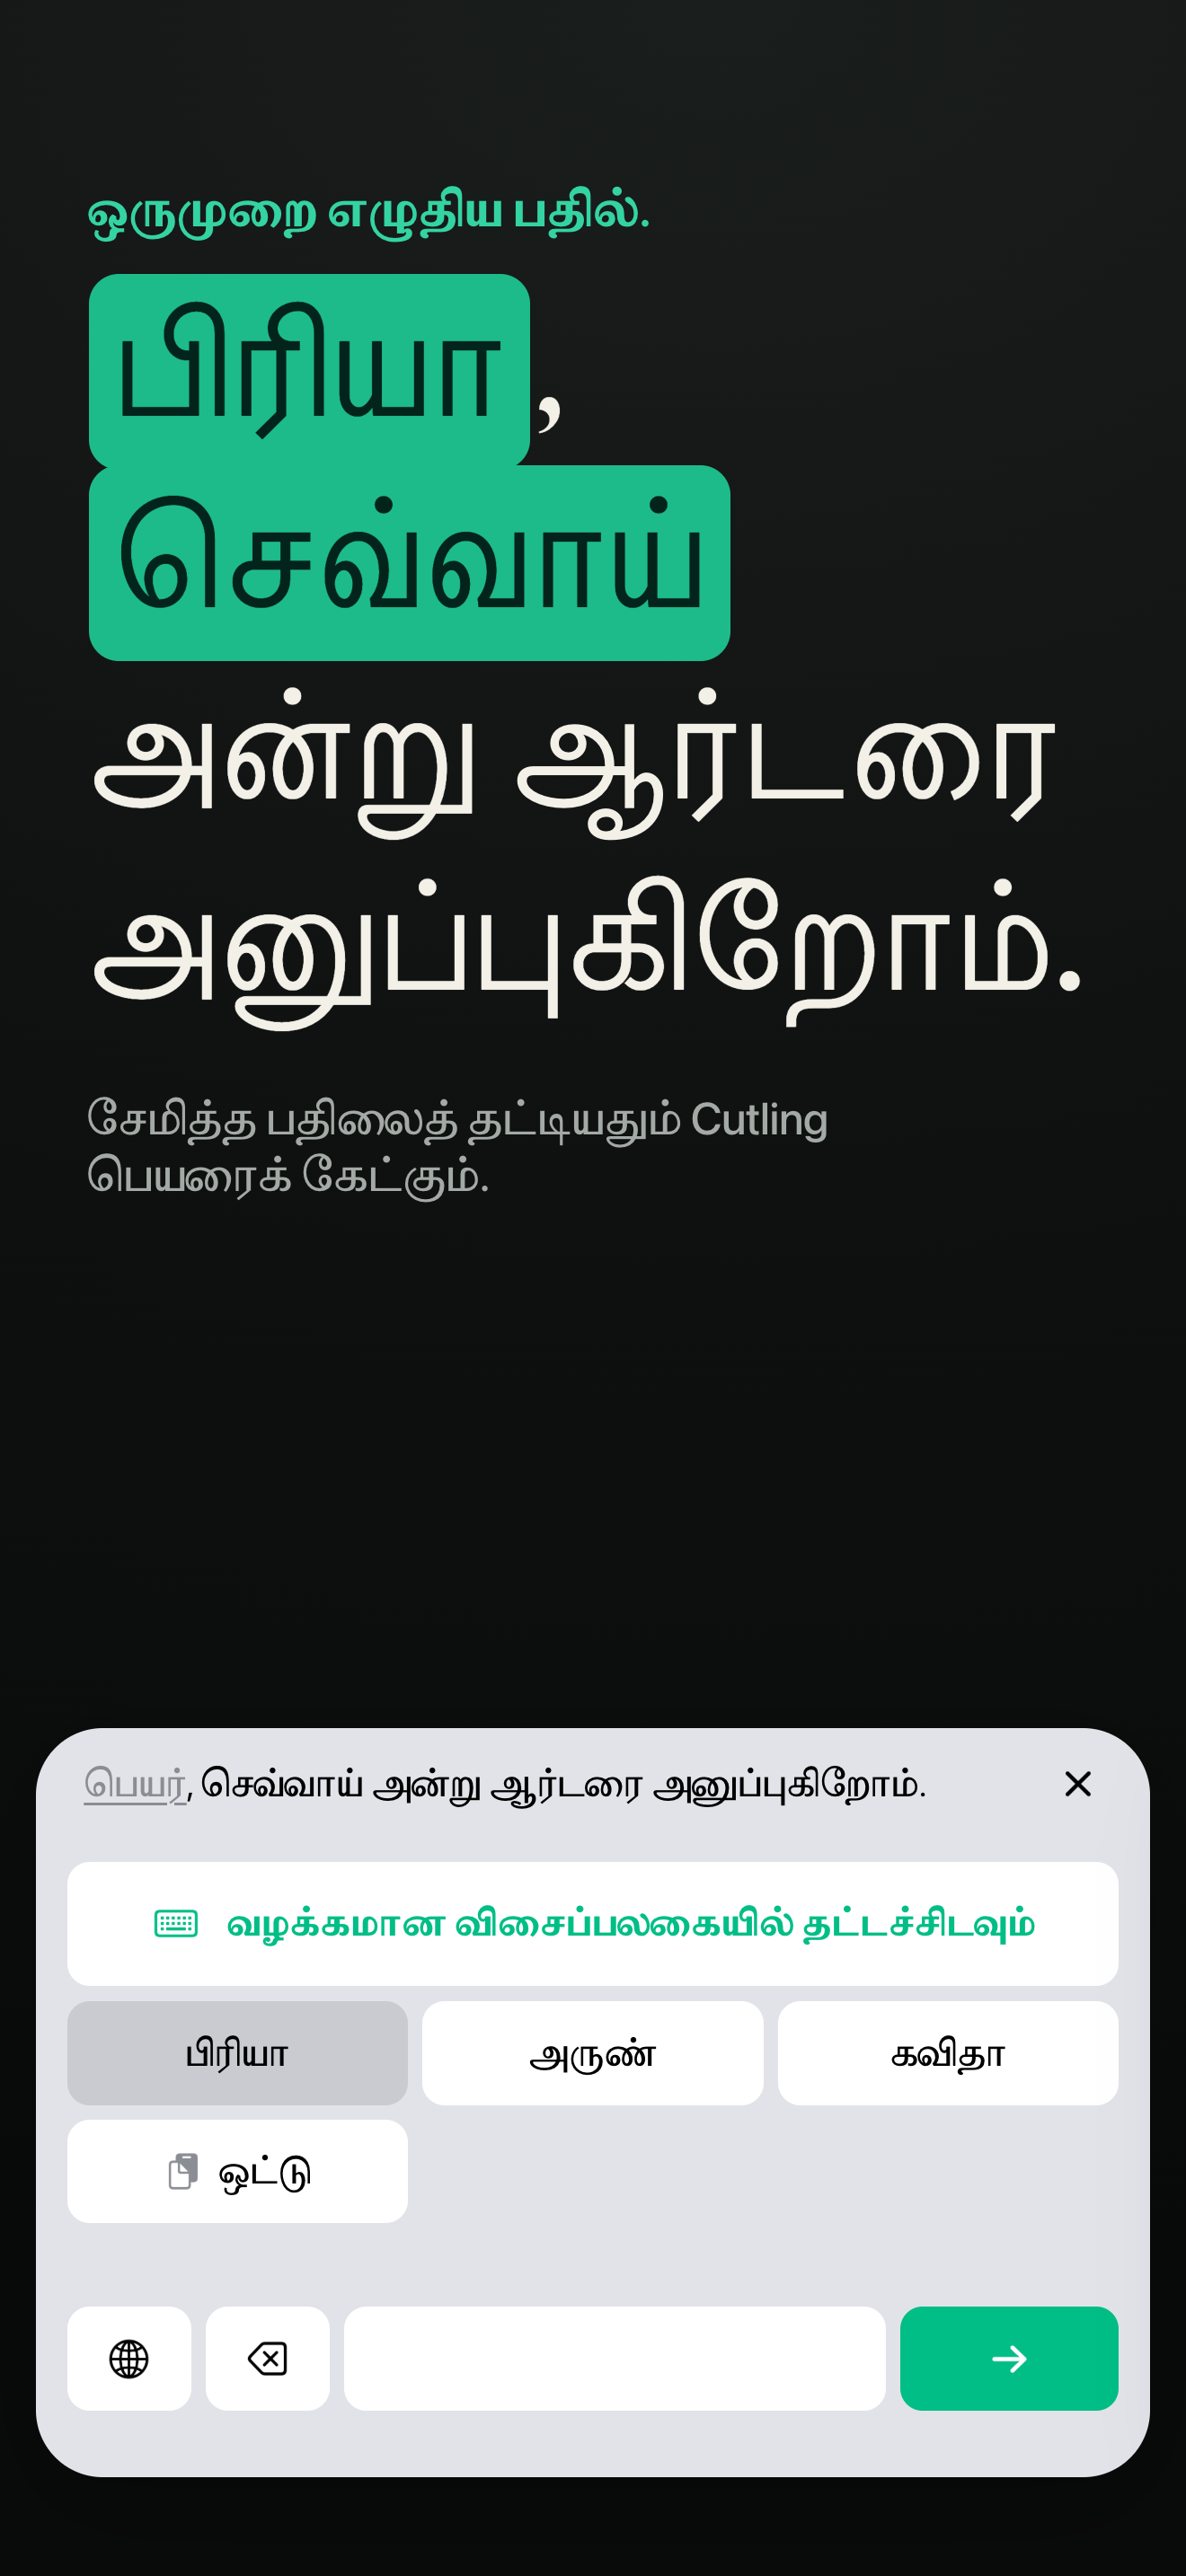 ஒருமுறை எழுதிய பதில்.
பிரியா,
செவ்வாய்
அன்று ஆர்டரை
அனுப்புகிறோம்.
சேமித்த பதிலைத் தட்டியதும் Cutling
பெயரைக் கேட்கும்.
பெயர், செவ்வாய் அன்று ஆர்டரை அனுப்புகிறோம்.
வழக்கமான விசைப்பலகையில் தட்டச்சிடவும்
பிரியா
அருண்
கவிதா
ஒட்டு